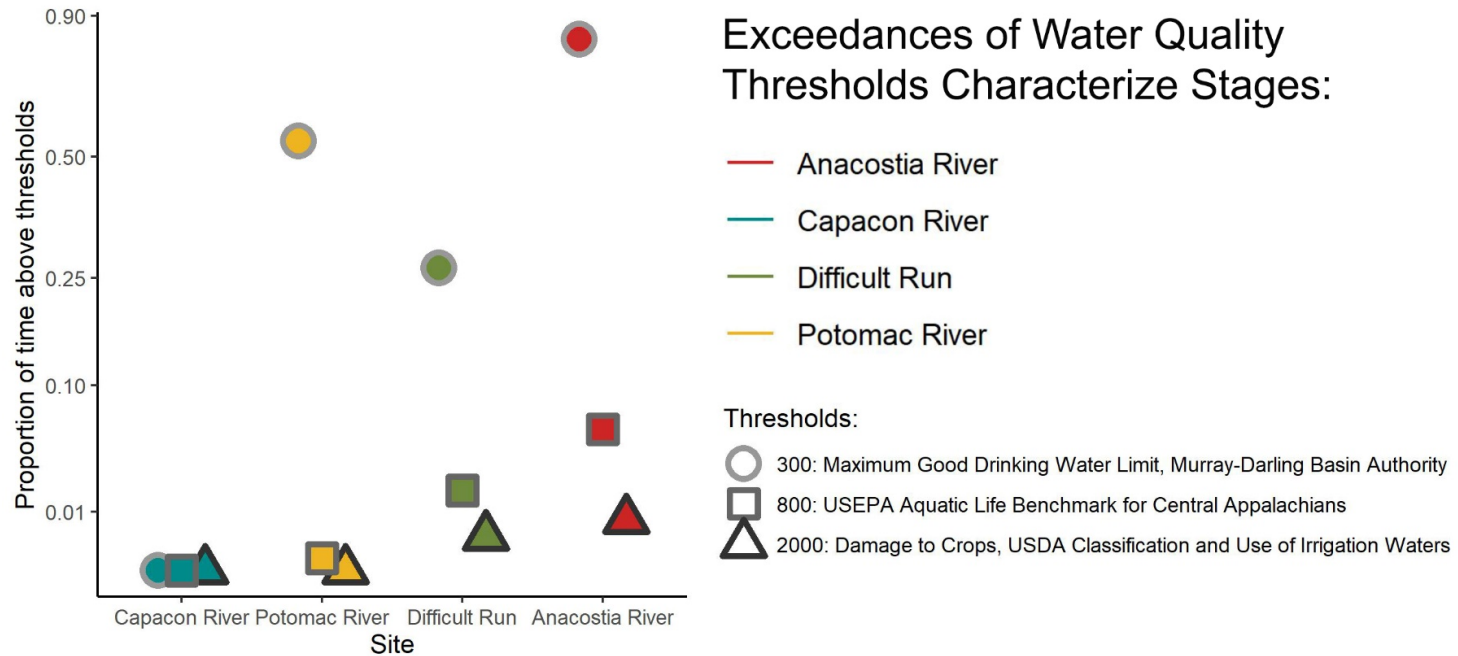 Exceedances of Water Quality
Thresholds Characterize Stages:
Anacostia River
Capacon River
Difficult Run
Potomac River
Thresholds:
300: Maximum Good Drinking Water Limit, Murray-Darling Basin Authority
800: USEPA Aquatic Life Benchmark for Central Appalachians
2000: Damage to Crops, USDA Classification and Use of Irrigation Waters
Proportion of time above thresholds
0.90
0.50
0.25
0.10
0.01
Capacon River Potomac River Difficult Run Anacostia River
Site